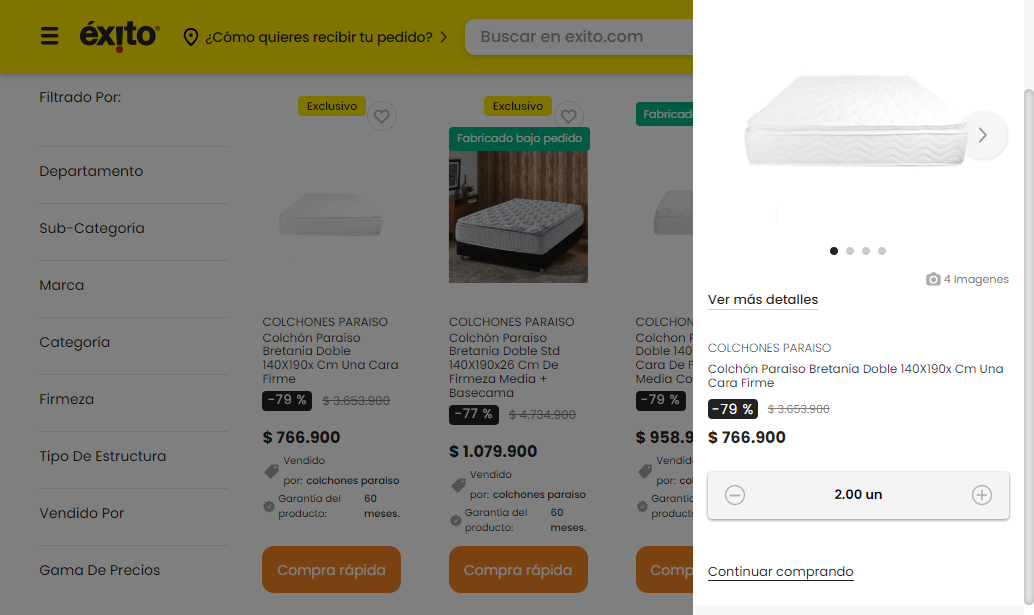 éxito
¿Cómo quieres recibir tu pedido?
Buscar en exito.com
Filtrado Por:
Departamento
Sub-Categoría
Marca
Categoría
Firmeza
Tipo De Estructura
Vendido Por
Gama De Precios
Exclusivo
COLCHONES PARAISO
Colchón Paraiso
Bretania Doble
140X190x Cm Una Cara
Firme
-79 % $ 3.653.900
$ 766.900
Vendido
por: colchones paraiso
Garantía del 60
producto: meses.
Compra rápida
Exclusivo
Fabricado bajo pedido
COLCHONES PARAISO
Colchón Paraiso
Bretania Doble Std
140X190x26 Cm De
Firmeza Media +
Basecama
-77 % $ 4.734.900
$ 1.079.900
Vendido
por: colchones paraiso
Garantía del 60
producto: meses.
Compra rápida
Fabricad
COLCHON
Colchon P
Doble 140
Cara De F
Media Co
-79 %
$ 958.9
Vendid
por: col
Garantí
product
Comp
4 Imagenes
Ver más detalles
COLCHONES PARAISO
Colchón Paraiso Bretania Doble 140X190x Cm Una
Cara Firme
-79 % $ 3.653.900
$ 766.900
2.00 un
Continuar comprando